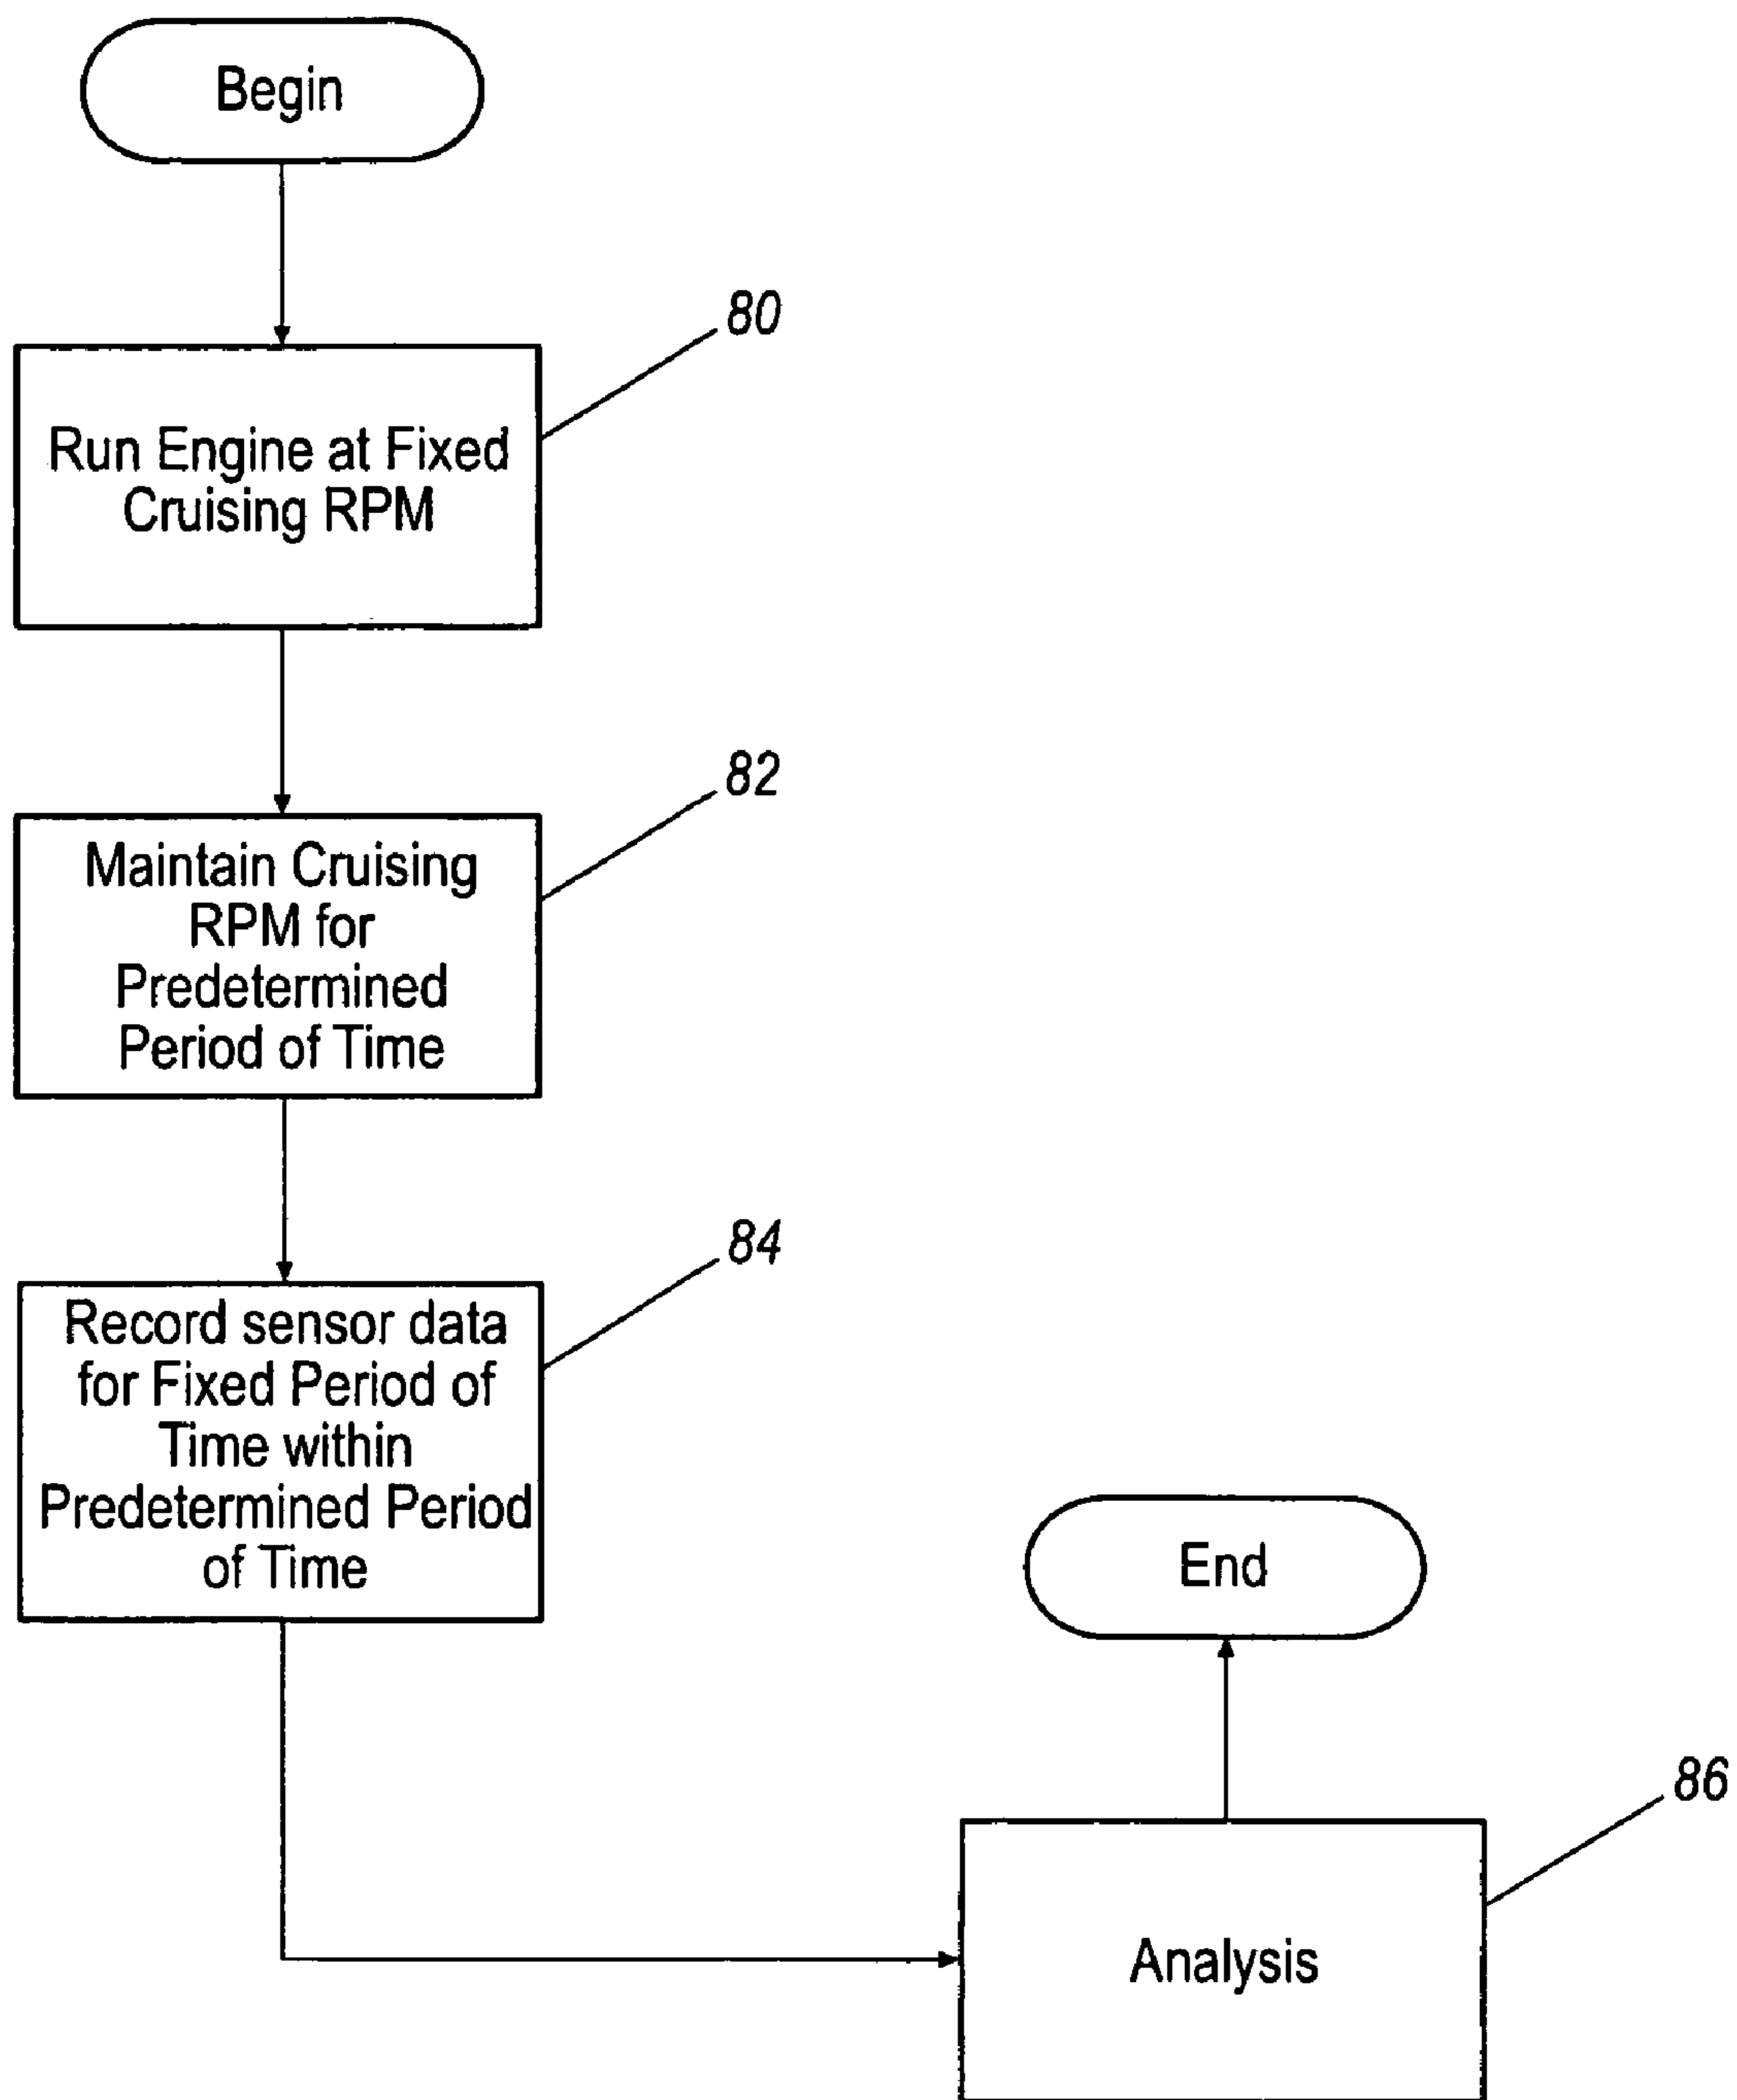 Begin
80
Run Engine at Fixed
Cruising RPM
82
Maintain Cruising
RPM for
Predetermined
Period of Time
84
Record sensor data
for Fixed Period of
Time within
Predetermined Period
of Time
End
86
Analysis